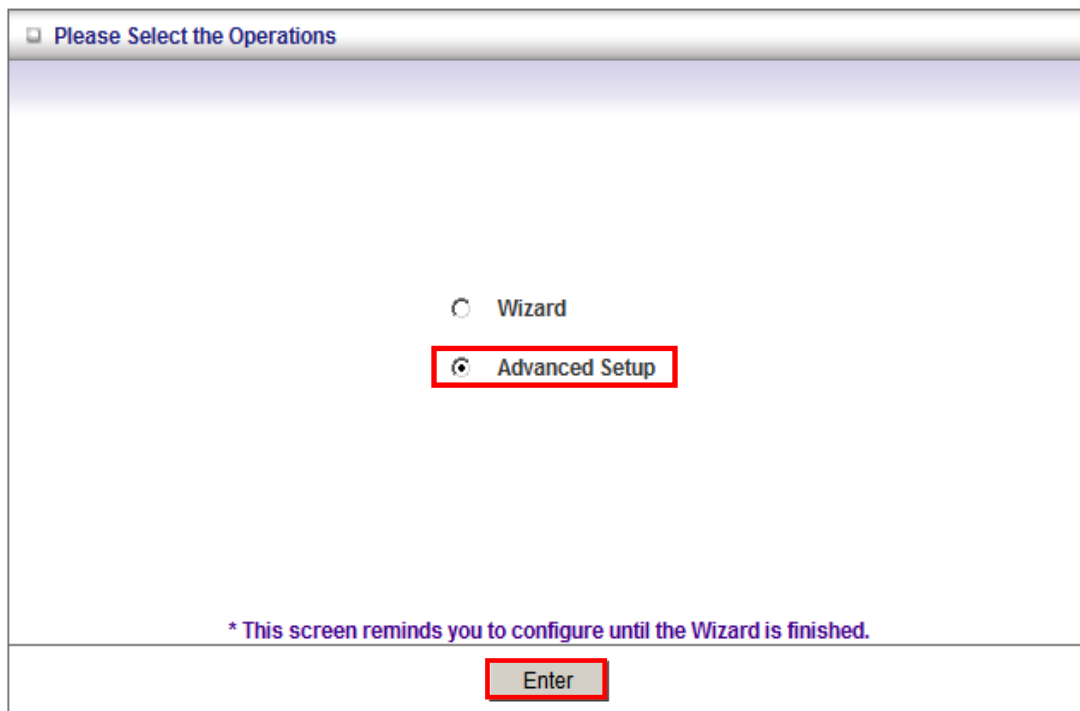 Please Select the Operations
Wizard
Advanced Setup
* This screen reminds you to configure until the Wizard is finished.
Enter